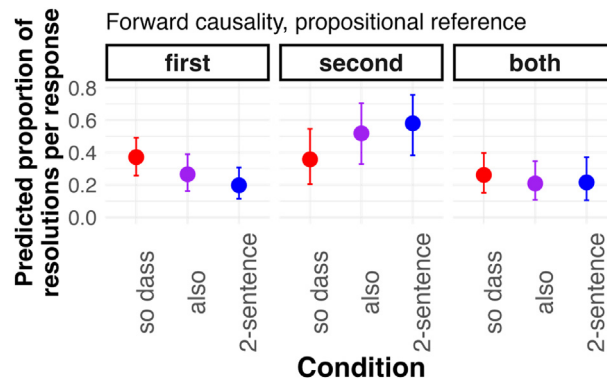 Forward causality, propositional reference
first second both
Predicted proportion of
resolutions per response
0.8
0.6
0.4
0.2
0.0
so dass also 2-sentence so dass also 2-sentence so dass also 2-sentence
Condition